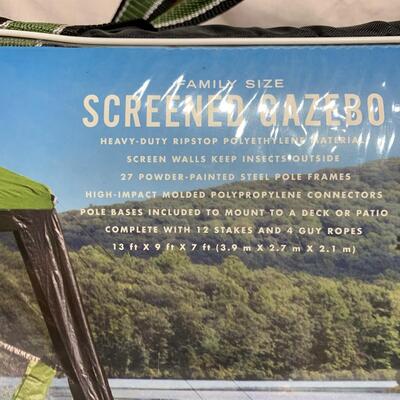 FAMILY SIZE
SCREENED GAZEBO
HEAVY-DUTY RIPSTOP POLYETHYLENE MATERIAL
SCREEN WALLS KEEP INSECTS OUTSIDE
27 POWDER-PAINTED STEEL POLE FRAMES
HIGH-IMPACT MOLDED POLYPROPYLENE CONNECTORS
POLE BASES INCLUDED TO MOUNT TO A DECK OR PATIO
COMPLETE WITH 12 STAKES AND 4 GUY ROPES
13 ft X 9 ft X 7 ft (3.9 m X 2.7 m X 2.1 m)